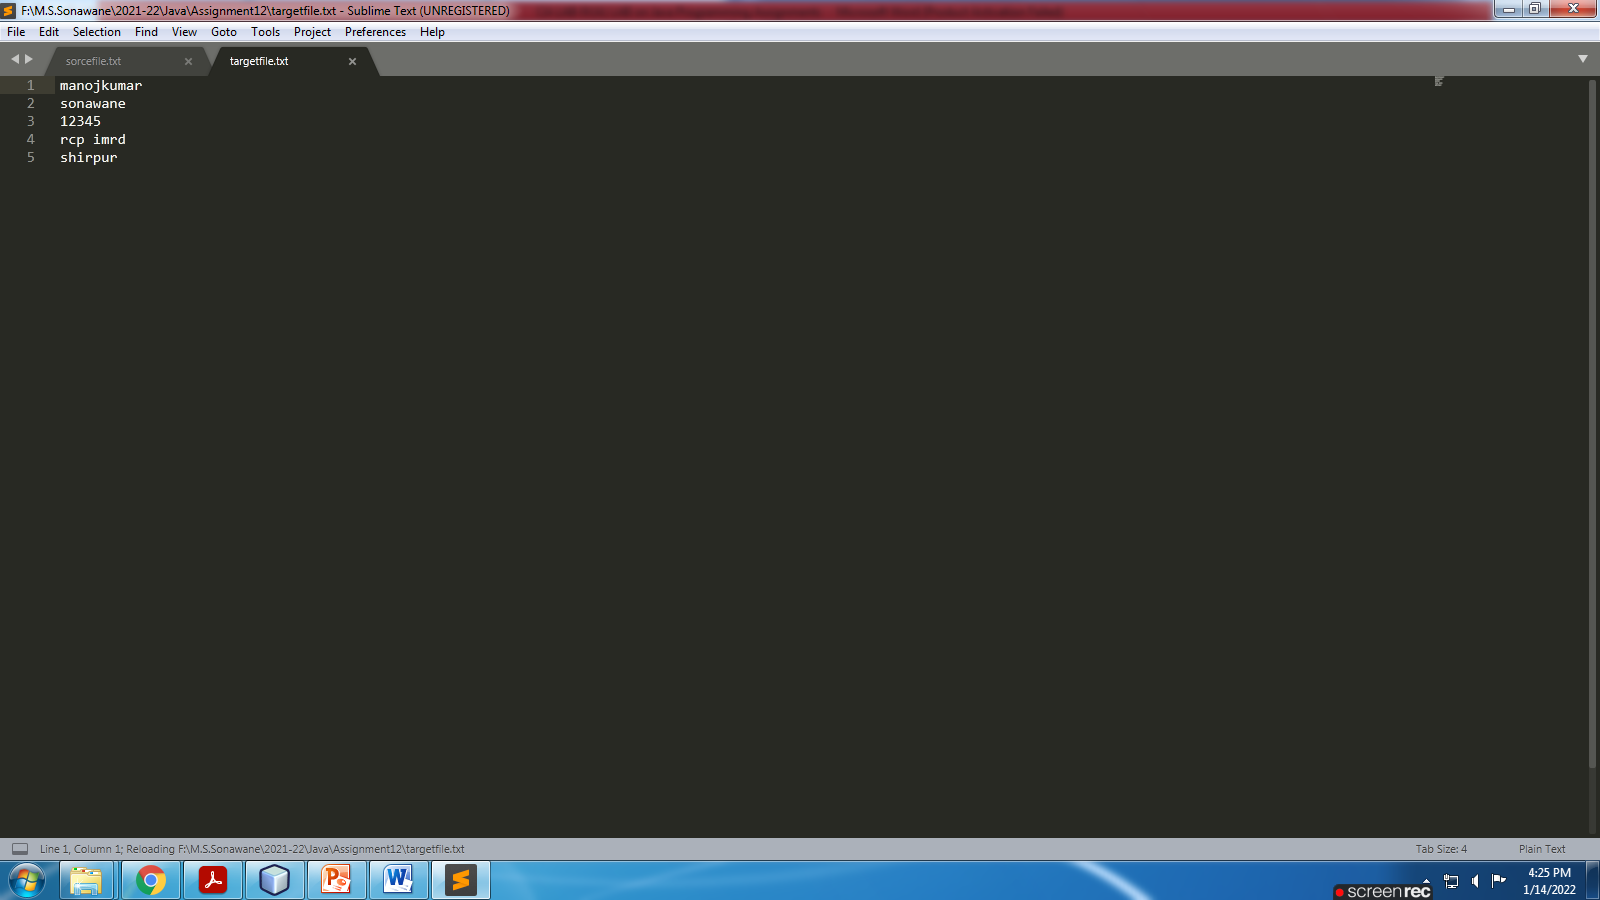 F:\M.S.Sonawane\2021-22\Java\Assignment12\targetfile.txt - Sublime Text (UNREGISTERED)
File Edit Selection Find View Goto Tools Project Preferences Help
sorcefile.txt targetfile.txt
1 manojkumar
2 sonawane
3 12345
4 rcp imrd
5 shirpur
Line 1, Column 1; Reloading F:\M.S.Sonawane\2021-22\Java\Assignment12\targetfile.txt Tab Size: 4 Plain Text
4:25 PM
screenrec 1/14/2022